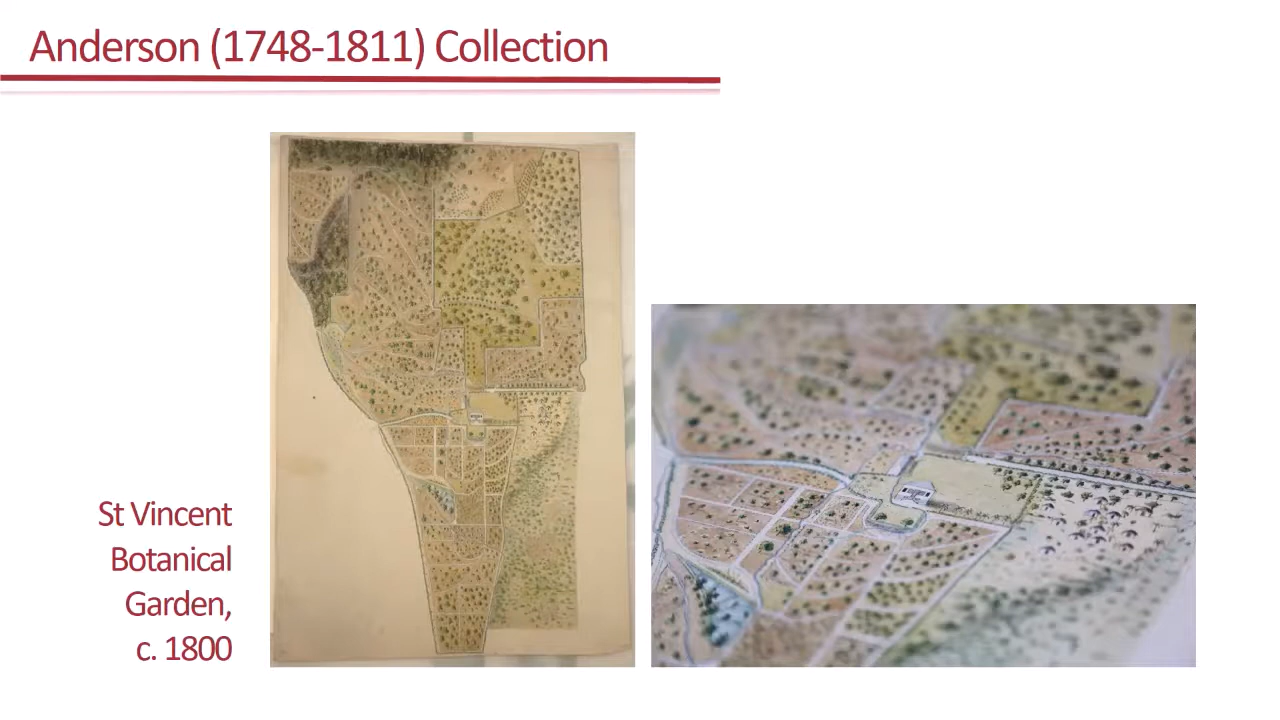 Anderson (1748-1811) Collection
St Vincent
Botanical
Garden,
c. 1800